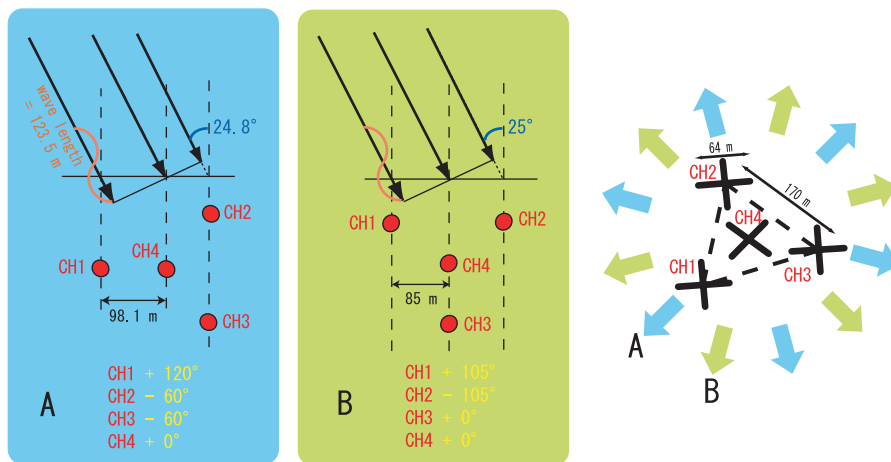 wave length
= 123.5 m
24.8°
CH2
CH1
CH4
98.1 m
CH3
A
CH1 + 120°
CH2 - 60°
CH3 - 60°
CH4 + 0°
25°
CH1
CH2
CH4
85 m
CH3
B
CH1 + 105°
CH2 - 105°
CH3 + 0°
CH4 + 0°
64 m
CH2
170 m
CH4
CH1
CH3
A
B